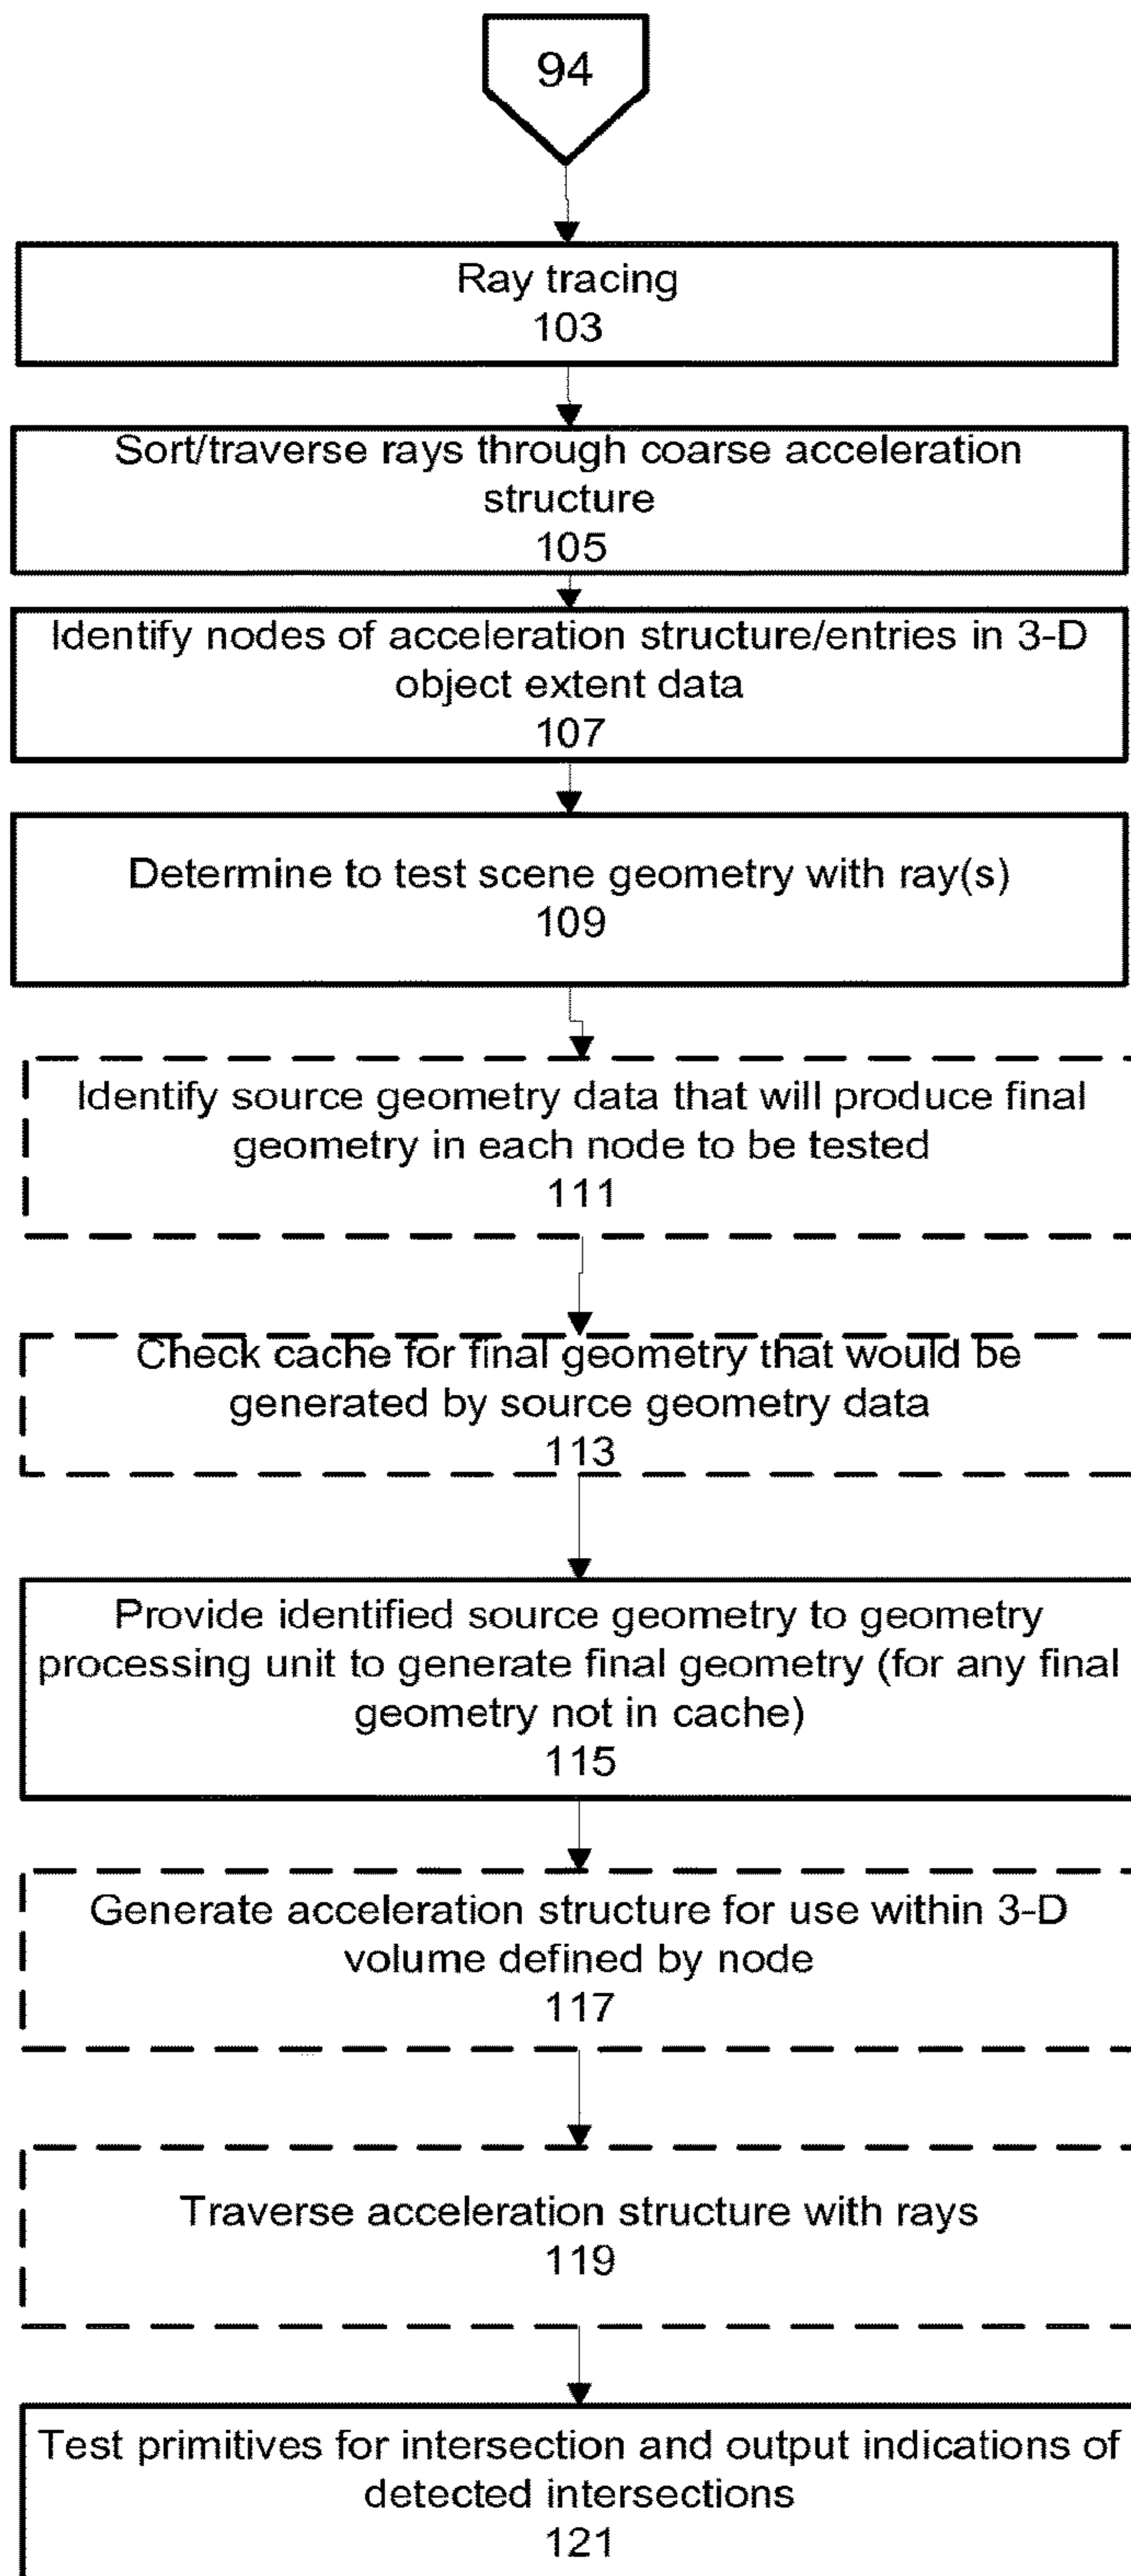 94
Ray tracing
103
Sort/traverse rays through coarse acceleration
structure
105
Identify nodes of acceleration structure/entries in 3-D
object extent data
107
Determine to test scene geometry with ray(s)
109
Identify source geometry data that will produce final
geometry in each node to be tested
111
Check cache for final geometry that would be
generated by source geometry data
113
Provide identified source geometry to geometry
processing unit to generate final geometry (for any final
geometry not in cache)
115
Generate acceleration structure for use within 3-D
volume defined by node
117
Traverse acceleration structure with rays
119
Test primitives for intersection and output indications of
detected intersections
121